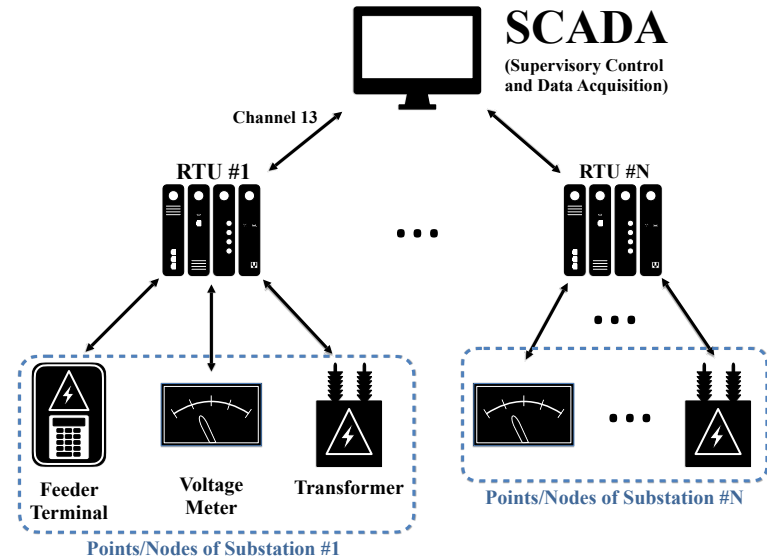 SCADA
(Supervisory Control
and Data Acquisition)
Channel 13
RTU #1
RTU #N
Feeder
Terminal
Voltage
Meter
Transformer
Points/Nodes of Substation #1
Points/Nodes of Substation #N